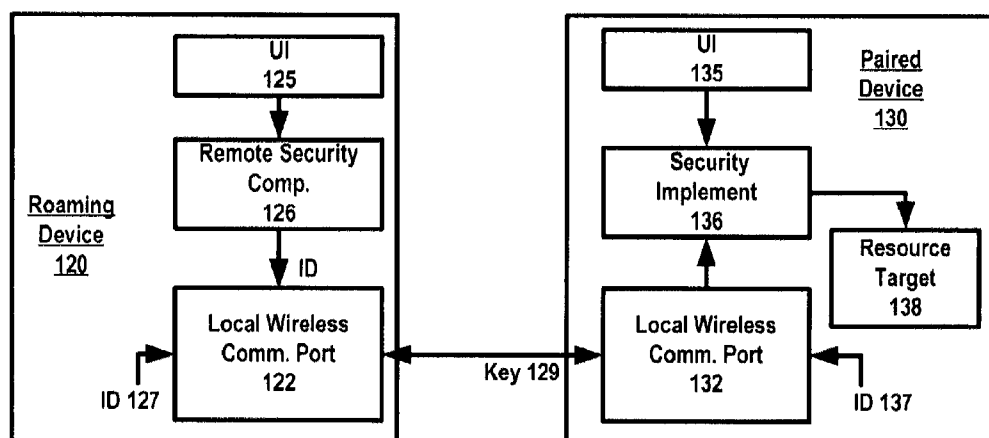 UI
125
Remote Security
Comp.
126
Roaming
Device
120
ID
Local Wireless
Comm. Port
122
ID 127
Key 129
UI
135
Paired
Device
130
Security
Implement
136
Resource
Target
138
Local Wireless
Comm. Port
132
ID 137